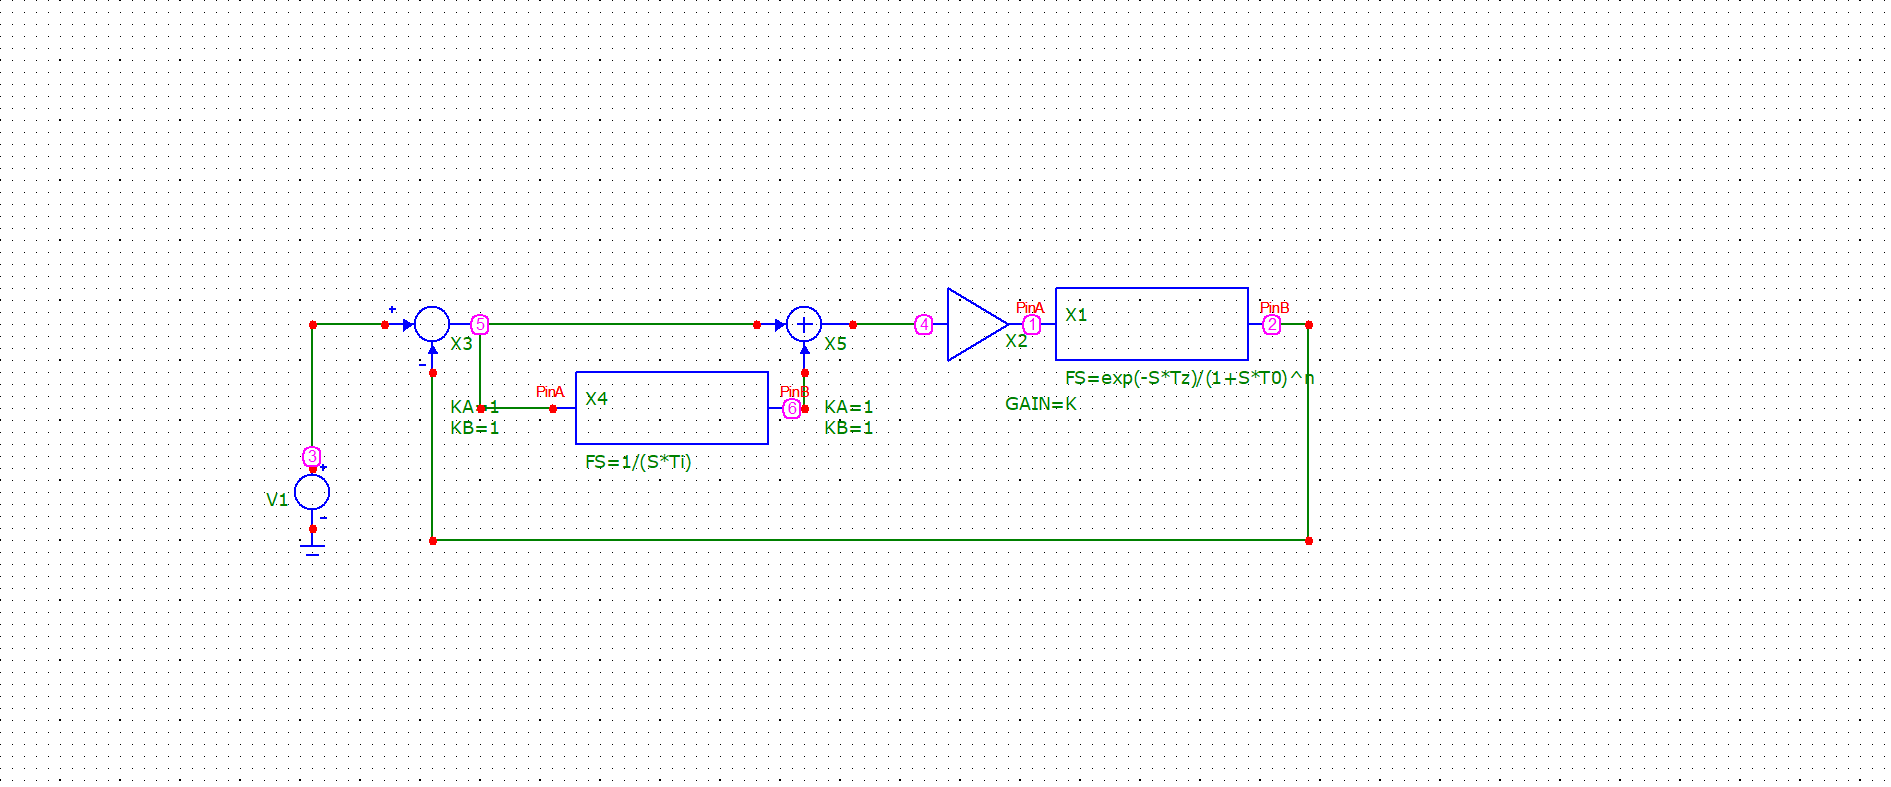 +
PinA
PinB
X1
5
4
1
2
X3
X5
X2
-
FS=exp(-S*Tz)/(1+S*T0)^n
PinA
PinB
X4
6
KA=1
KB=1
KA=1
KB=1
GAIN=K
FS=1/(S*Ti)
3
+
V1
-